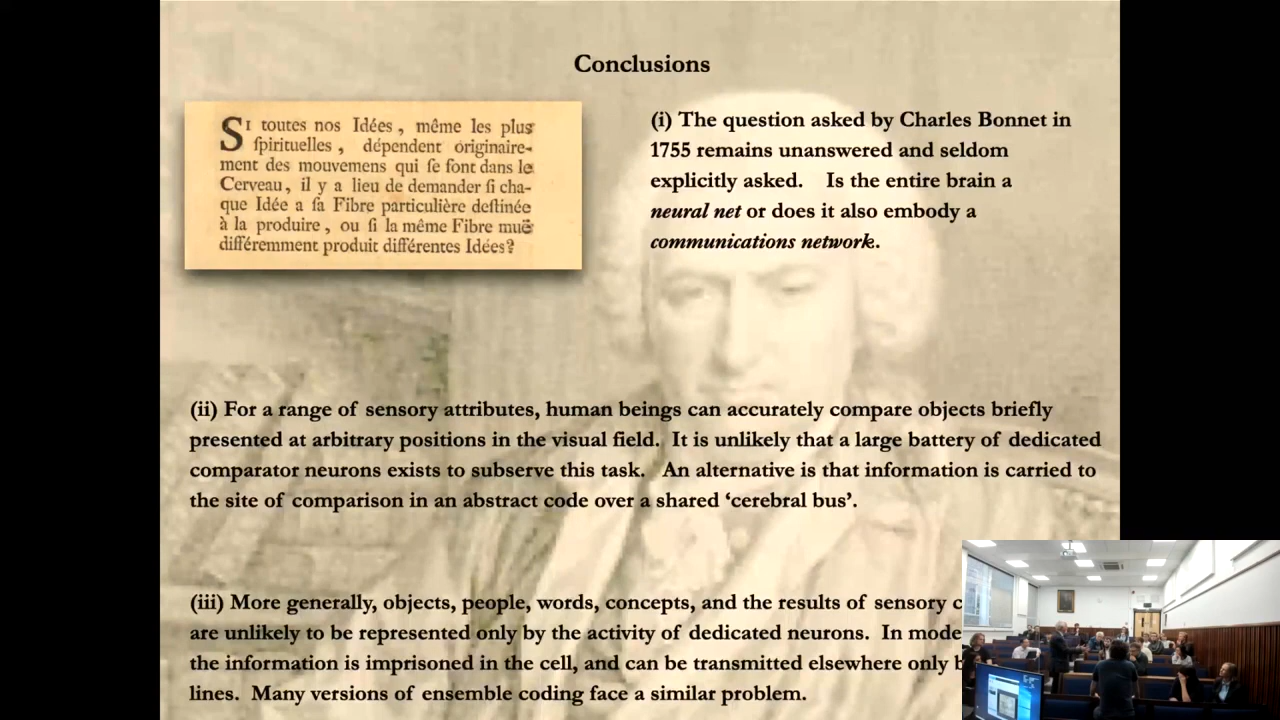 Conclusions
SI toutes nos Idées, même les plus
ſpirituelles, dépendent originaire-
ment des mouvemens qui ſe font dans le
Cerveau, il y a lieu de demander ſi cha-
que Idée a ſa Fibre particulière deſtinée
à la produire, ou ſi la même Fibre muë
différemment produit différentes Idées?
(i) The question asked by Charles Bonnet in
1755 remains unanswered and seldom
explicitly asked. Is the entire brain a
neural net or does it also embody a
communications network.
(ii) For a range of sensory attributes, human beings can accurately compare objects briefly
presented at arbitrary positions in the visual field. It is unlikely that a large battery of dedicated
comparator neurons exists to subserve this task. An alternative is that information is carried to
the site of comparison in an abstract code over a shared ‘cerebral bus’.
(iii) More generally, objects, people, words, concepts, and the results of sensory
are unlikely to be represented only by the activity of dedicated neurons. In
the information is imprisoned in the cell, and can be transmitted elsewhere only
lines. Many versions of ensemble coding face a similar problem.